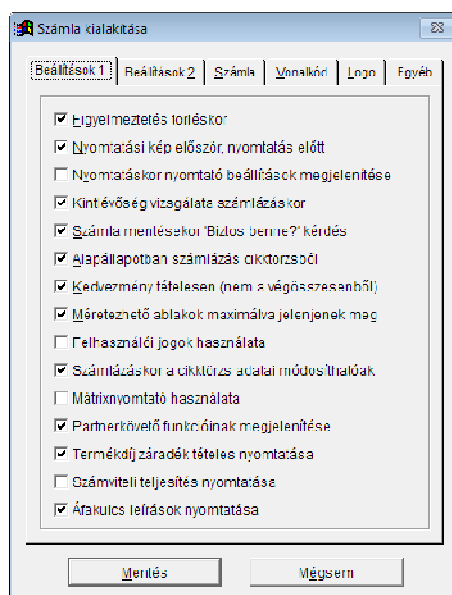 Számla kialakítása
Beállítások 1 Beállítások 2 Számla Vonalkód Logo Egyéb
Figyelmeztetés törléskor
Nyomtatási kép először, nyomtatás előtt
Nyomtatáskor nyomtató beállítások megjelenítése
Kintlévőség vizsgálata számlázáskor
Számla mentésekor 'Biztos benne?' kérdés
Alapállapotban számlázás cikktörzsből
Kedvezmény tételesen (nem a végösszesenből)
Méretezhető ablakok maximálva jelenjenek meg
Felhasználói jogok használata
Számlázáskor a cikktörzs adatai módosíthatóak
Mátrixnyomtató használata
Partnerkövető funkcióinak megjelenítése
Termékdíj záradék tételes nyomtatása
Számviteli teljesítés nyomtatása
Áfakulcs leírások nyomtatása
Mentés Mégsem